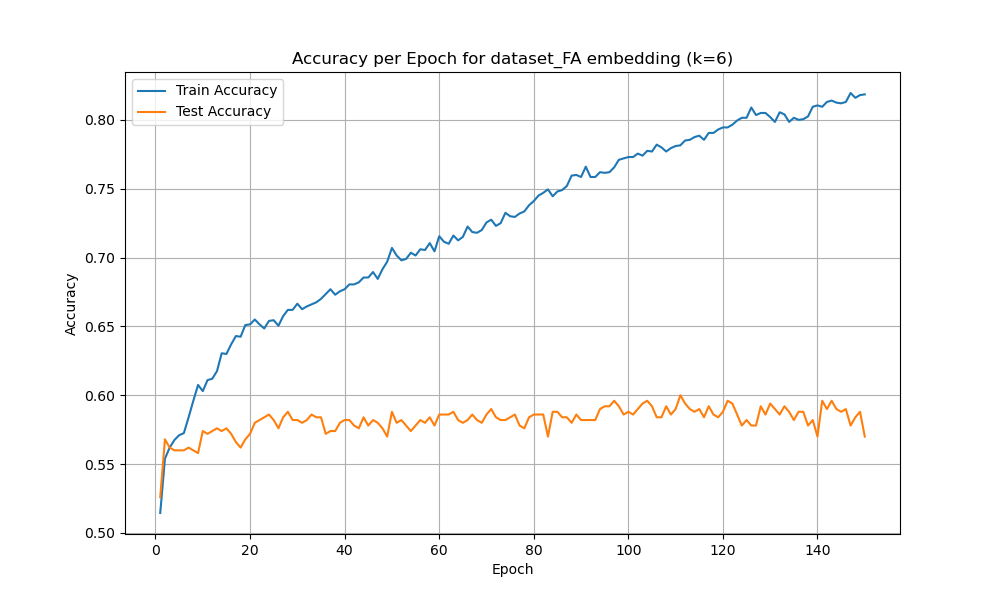 Accuracy per Epoch for dataset_FA embedding (k=6)
Train Accuracy
Test Accuracy
Accuracy
0.80
0.75
0.70
0.65
0.60
0.55
0.50
0 20 40 60 80 100 120 140
Epoch